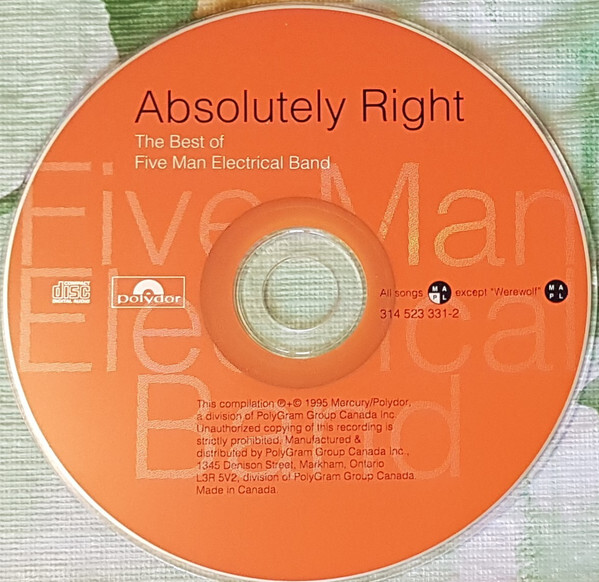 Absolutely Right
The Best of
Five Man Electrical Band
Five Man
Electrical
Band
disc
DIGITAL AUDIO
polydor
All songs MAPL except "Werewolf" MAPL
314 523 331-2
This compilation ℗+© 1995 Mercury/Polydor,
a division of PolyGram Group Canada Inc.
Unauthorized copying of this recording is
strictly prohibited. Manufactured &
distributed by PolyGram Group Canada Inc.,
1345 Denison Street, Markham, Ontario
L3R 5V2, division of PolyGram Group Canada.
Made in Canada.